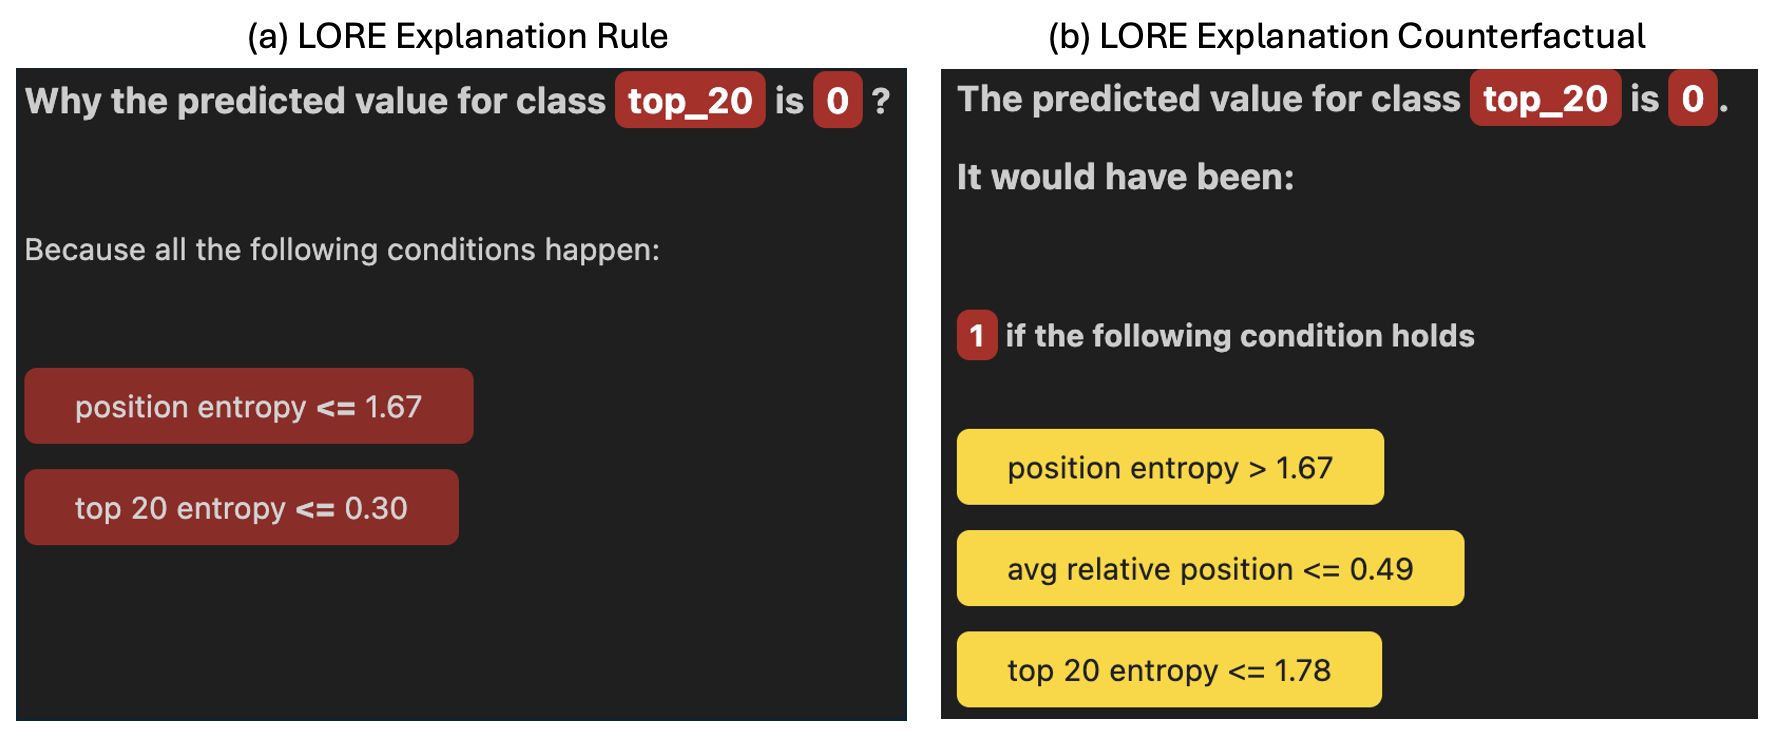 (a) LORE Explanation Rule
Why the predicted value for class top_20 is 0 ?
Because all the following conditions happen:
position entropy <= 1.67
top 20 entropy <= 0.30
(b) LORE Explanation Counterfactual
The predicted value for class top_20 is 0 .
It would have been:
1 if the following condition holds
position entropy > 1.67
avg relative position <= 0.49
top 20 entropy <= 1.78